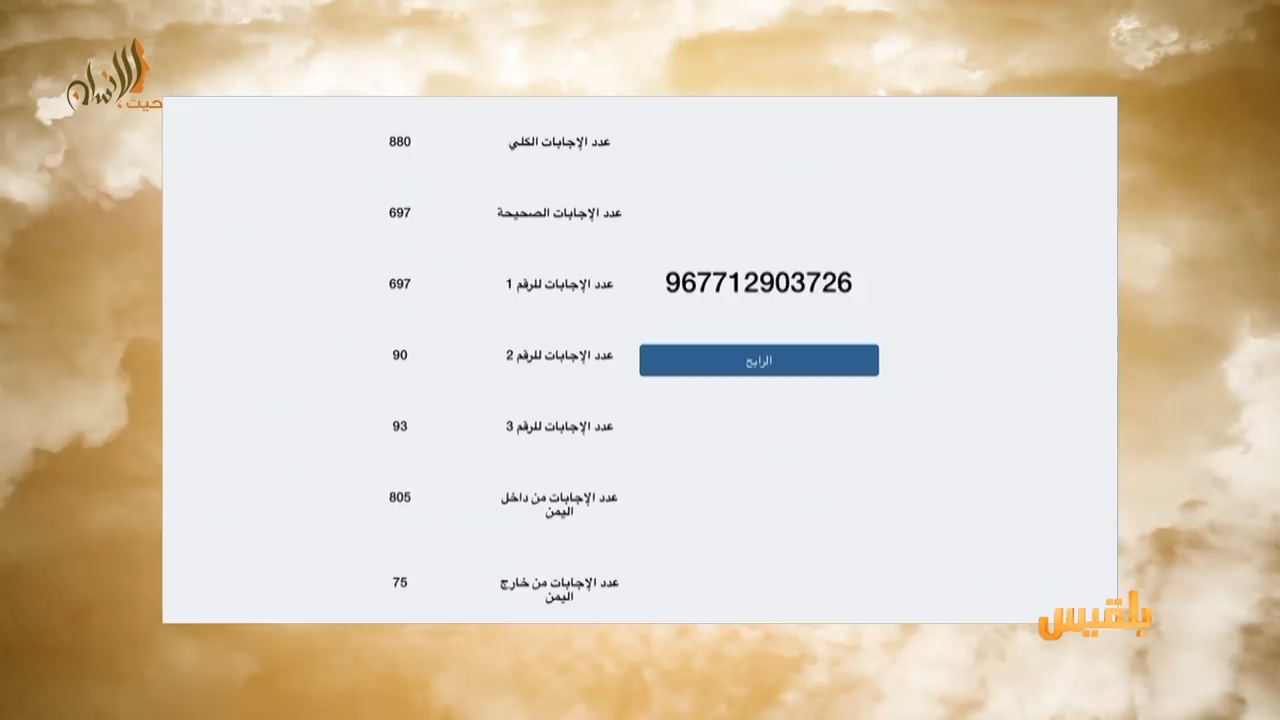 الإنسان
حيث
عدد الإجابات الكلي 880
عدد الإجابات الصحيحة 697
967712903726
عدد الإجابات للرقم 1 697
عدد الإجابات للرقم 2 90
الرابح
عدد الإجابات للرقم 3 93
عدد الإجابات من داخل 805
اليمن
عدد الإجابات من خارج 75
اليمن
بلقيس